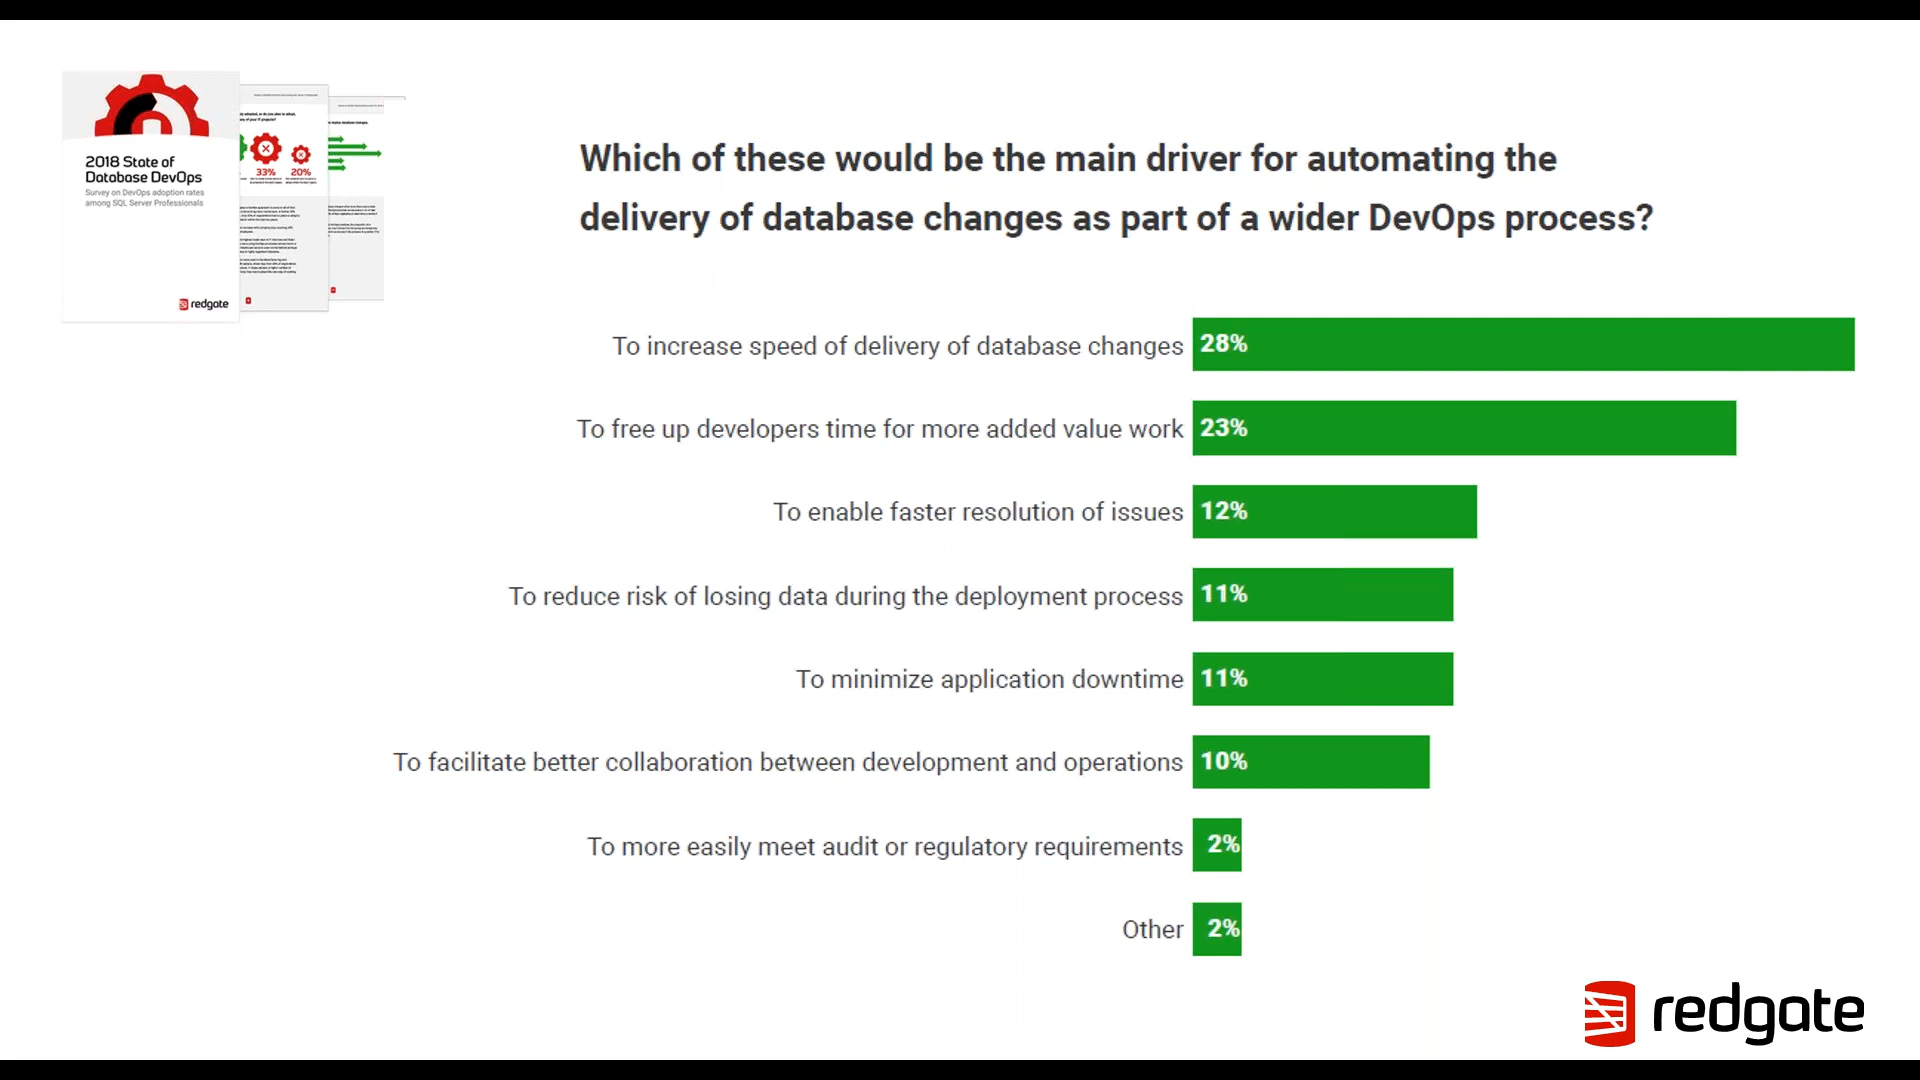 2018 State of
Database DevOps
Survey on DevOps adoption rates
among SQL Server Professionals
redgate
33%
20%
Which of these would be the main driver for automating the
delivery of database changes as part of a wider DevOps process?
To increase speed of delivery of database changes 28%
To free up developers time for more added value work 23%
To enable faster resolution of issues 12%
To reduce risk of losing data during the deployment process 11%
To minimize application downtime 11%
To facilitate better collaboration between development and operations 10%
To more easily meet audit or regulatory requirements 2%
Other 2%
redgate